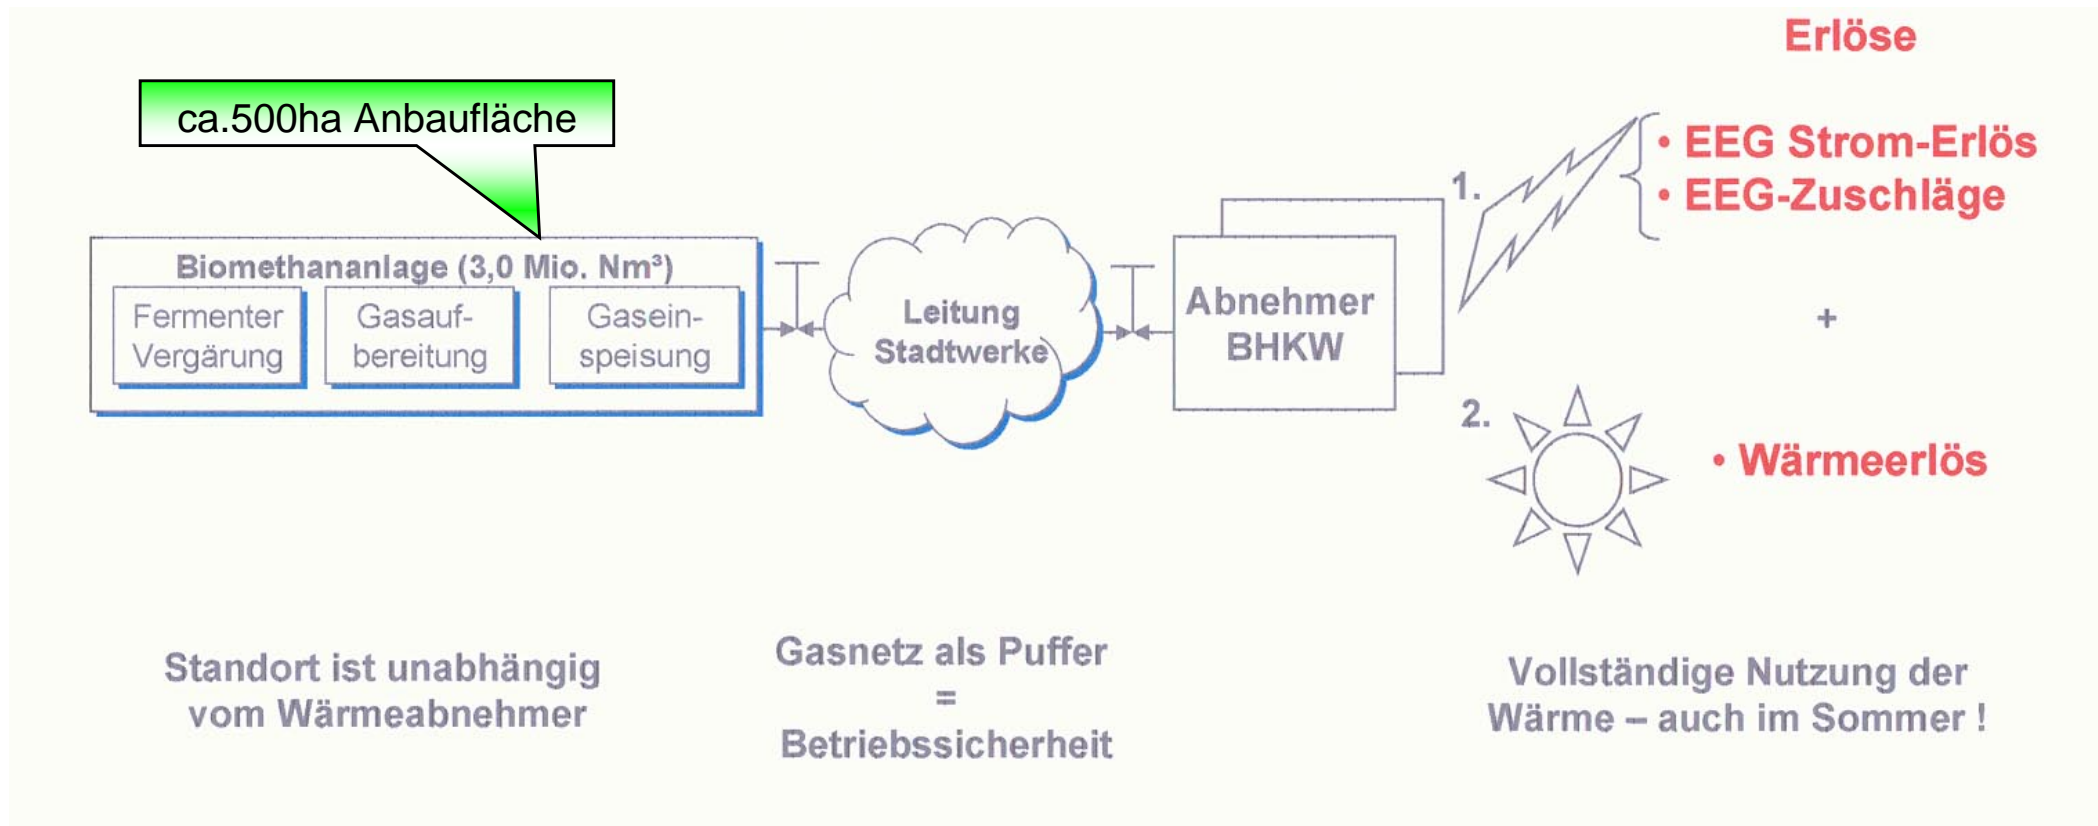 Erlöse
ca.500ha Anbaufläche
1.
• EEG Strom-Erlös
• EEG-Zuschläge
Biomethananlage (3,0 Mio. Nm³)
Fermenter
Vergärung
Gasauf-
bereitung
Gasein-
speisung
Leitung
Stadtwerke
Abnehmer
BHKW
+
2.
• Wärmeerlös
Standort ist unabhängig
vom Wärmeabnehmer
Gasnetz als Puffer
=
Betriebssicherheit
Vollständige Nutzung der
Wärme – auch im Sommer !